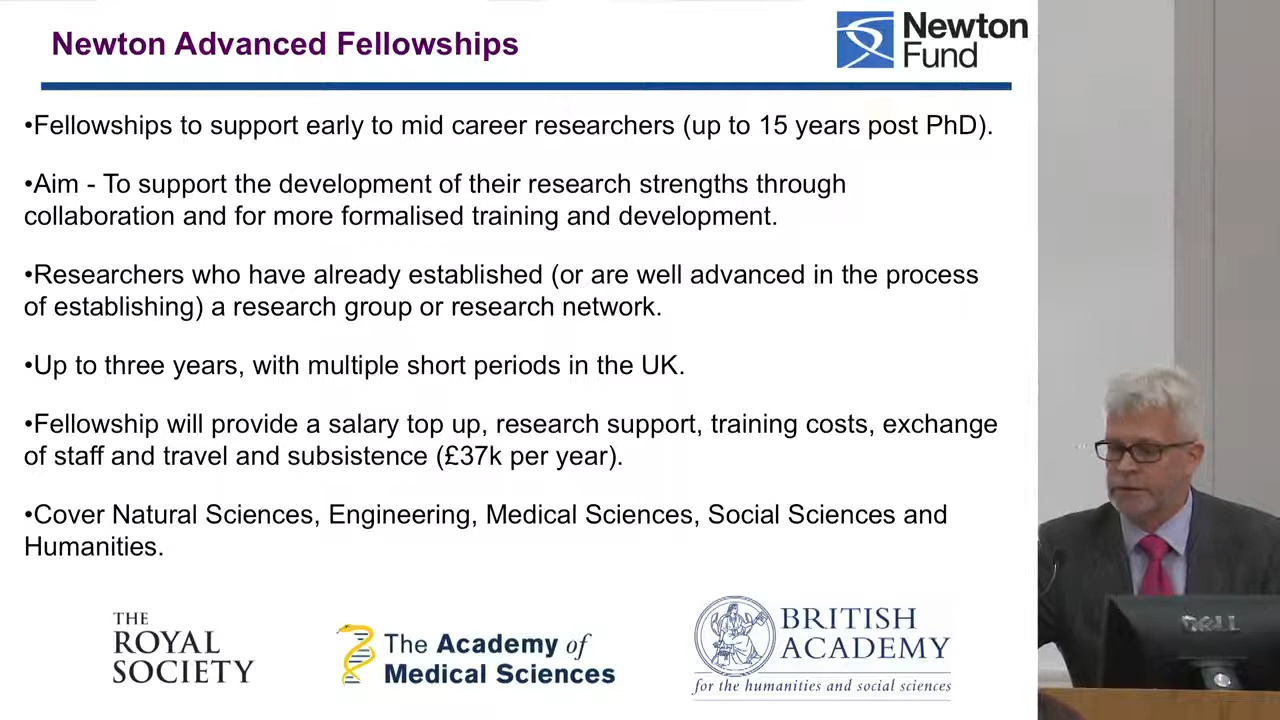 Newton Advanced Fellowships
Newton
Fund
•Fellowships to support early to mid career researchers (up to 15 years post PhD).
•Aim - To support the development of their research strengths through
collaboration and for more formalised training and development.
•Researchers who have already established (or are well advanced in the process
of establishing) a research group or research network.
•Up to three years, with multiple short periods in the UK.
•Fellowship will provide a salary top up, research support, training costs, exchange
of staff and travel and subsistence (£37k per year).
•Cover Natural Sciences, Engineering, Medical Sciences, Social Sciences and
Humanities.
THE
ROYAL
SOCIETY
The Academy of
Medical Sciences
BRITISH
ACADEMY
for the humanities and social sciences
DELL